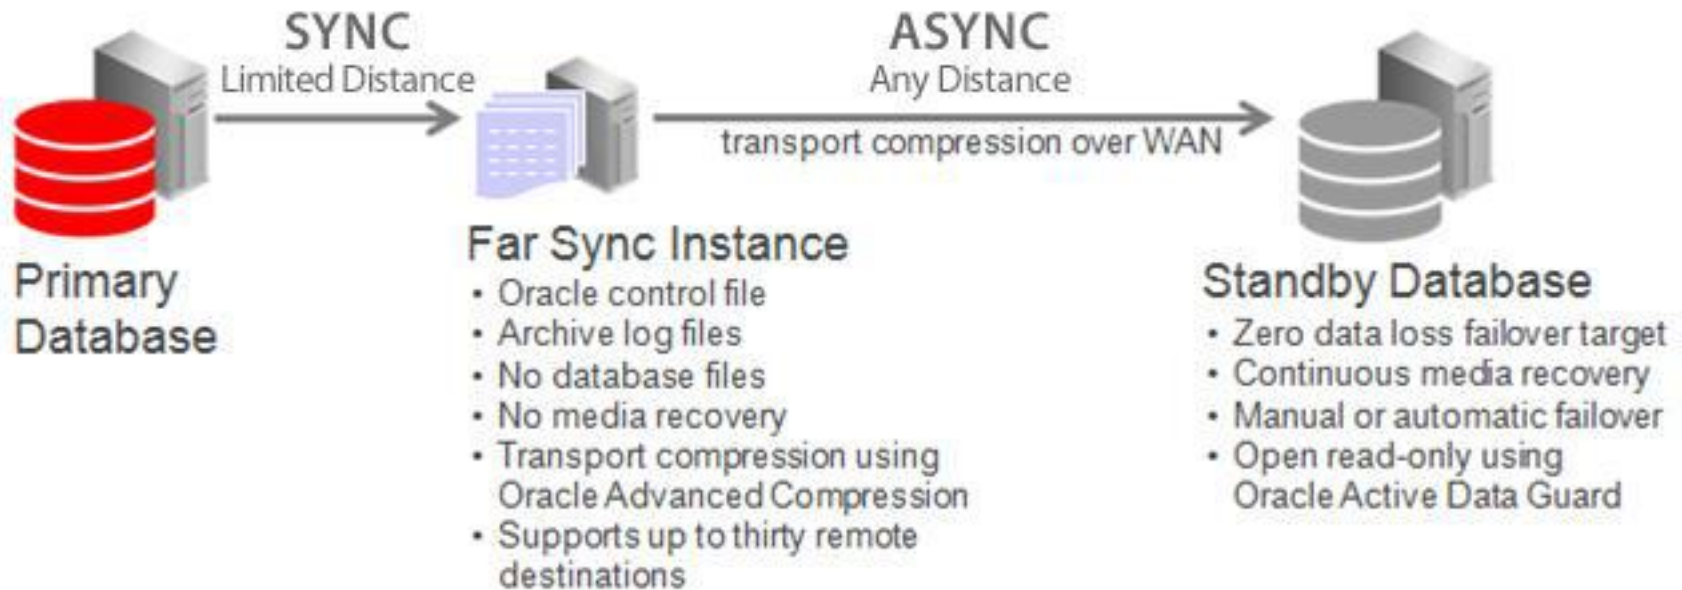 SYNC
Limited Distance
ASYNC
Any Distance
transport compression over WAN
Primary
Database
Far Sync Instance
• Oracle control file
• Archive log files
• No database files
• No media recovery
• Transport compression using
Oracle Advanced Compression
• Supports up to thirty remote
destinations
Standby Database
• Zero data loss failover target
• Continuous media recovery
• Manual or automatic failover
• Open read-only using
Oracle Active Data Guard